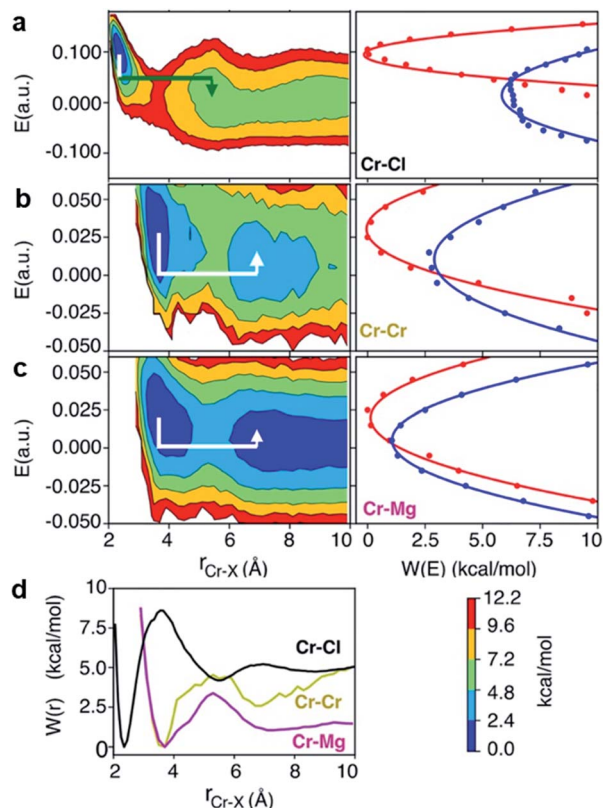 a
E(a.u.)
0.100
0.000
-0.100
Cr-Cl
b
E(a.u.)
0.050
0.025
0.000
-0.025
-0.050
Cr-Cr
c
E(a.u.)
0.050
0.025
0.000
-0.025
-0.050
Cr-Mg
2 4 6 8 10
r Cr-X (Å)
0 2.5 5.0 7.5 10
W(E) (kcal/mol)
d
W(r) (kcal/mol)
10
7.5
5.0
2.5
0
Cr-Cl
Cr-Cr
Cr-Mg
2 4 6 8 10
r Cr-X (Å)
12.2
9.6
7.2
4.8
2.4
0.0
kcal/mol